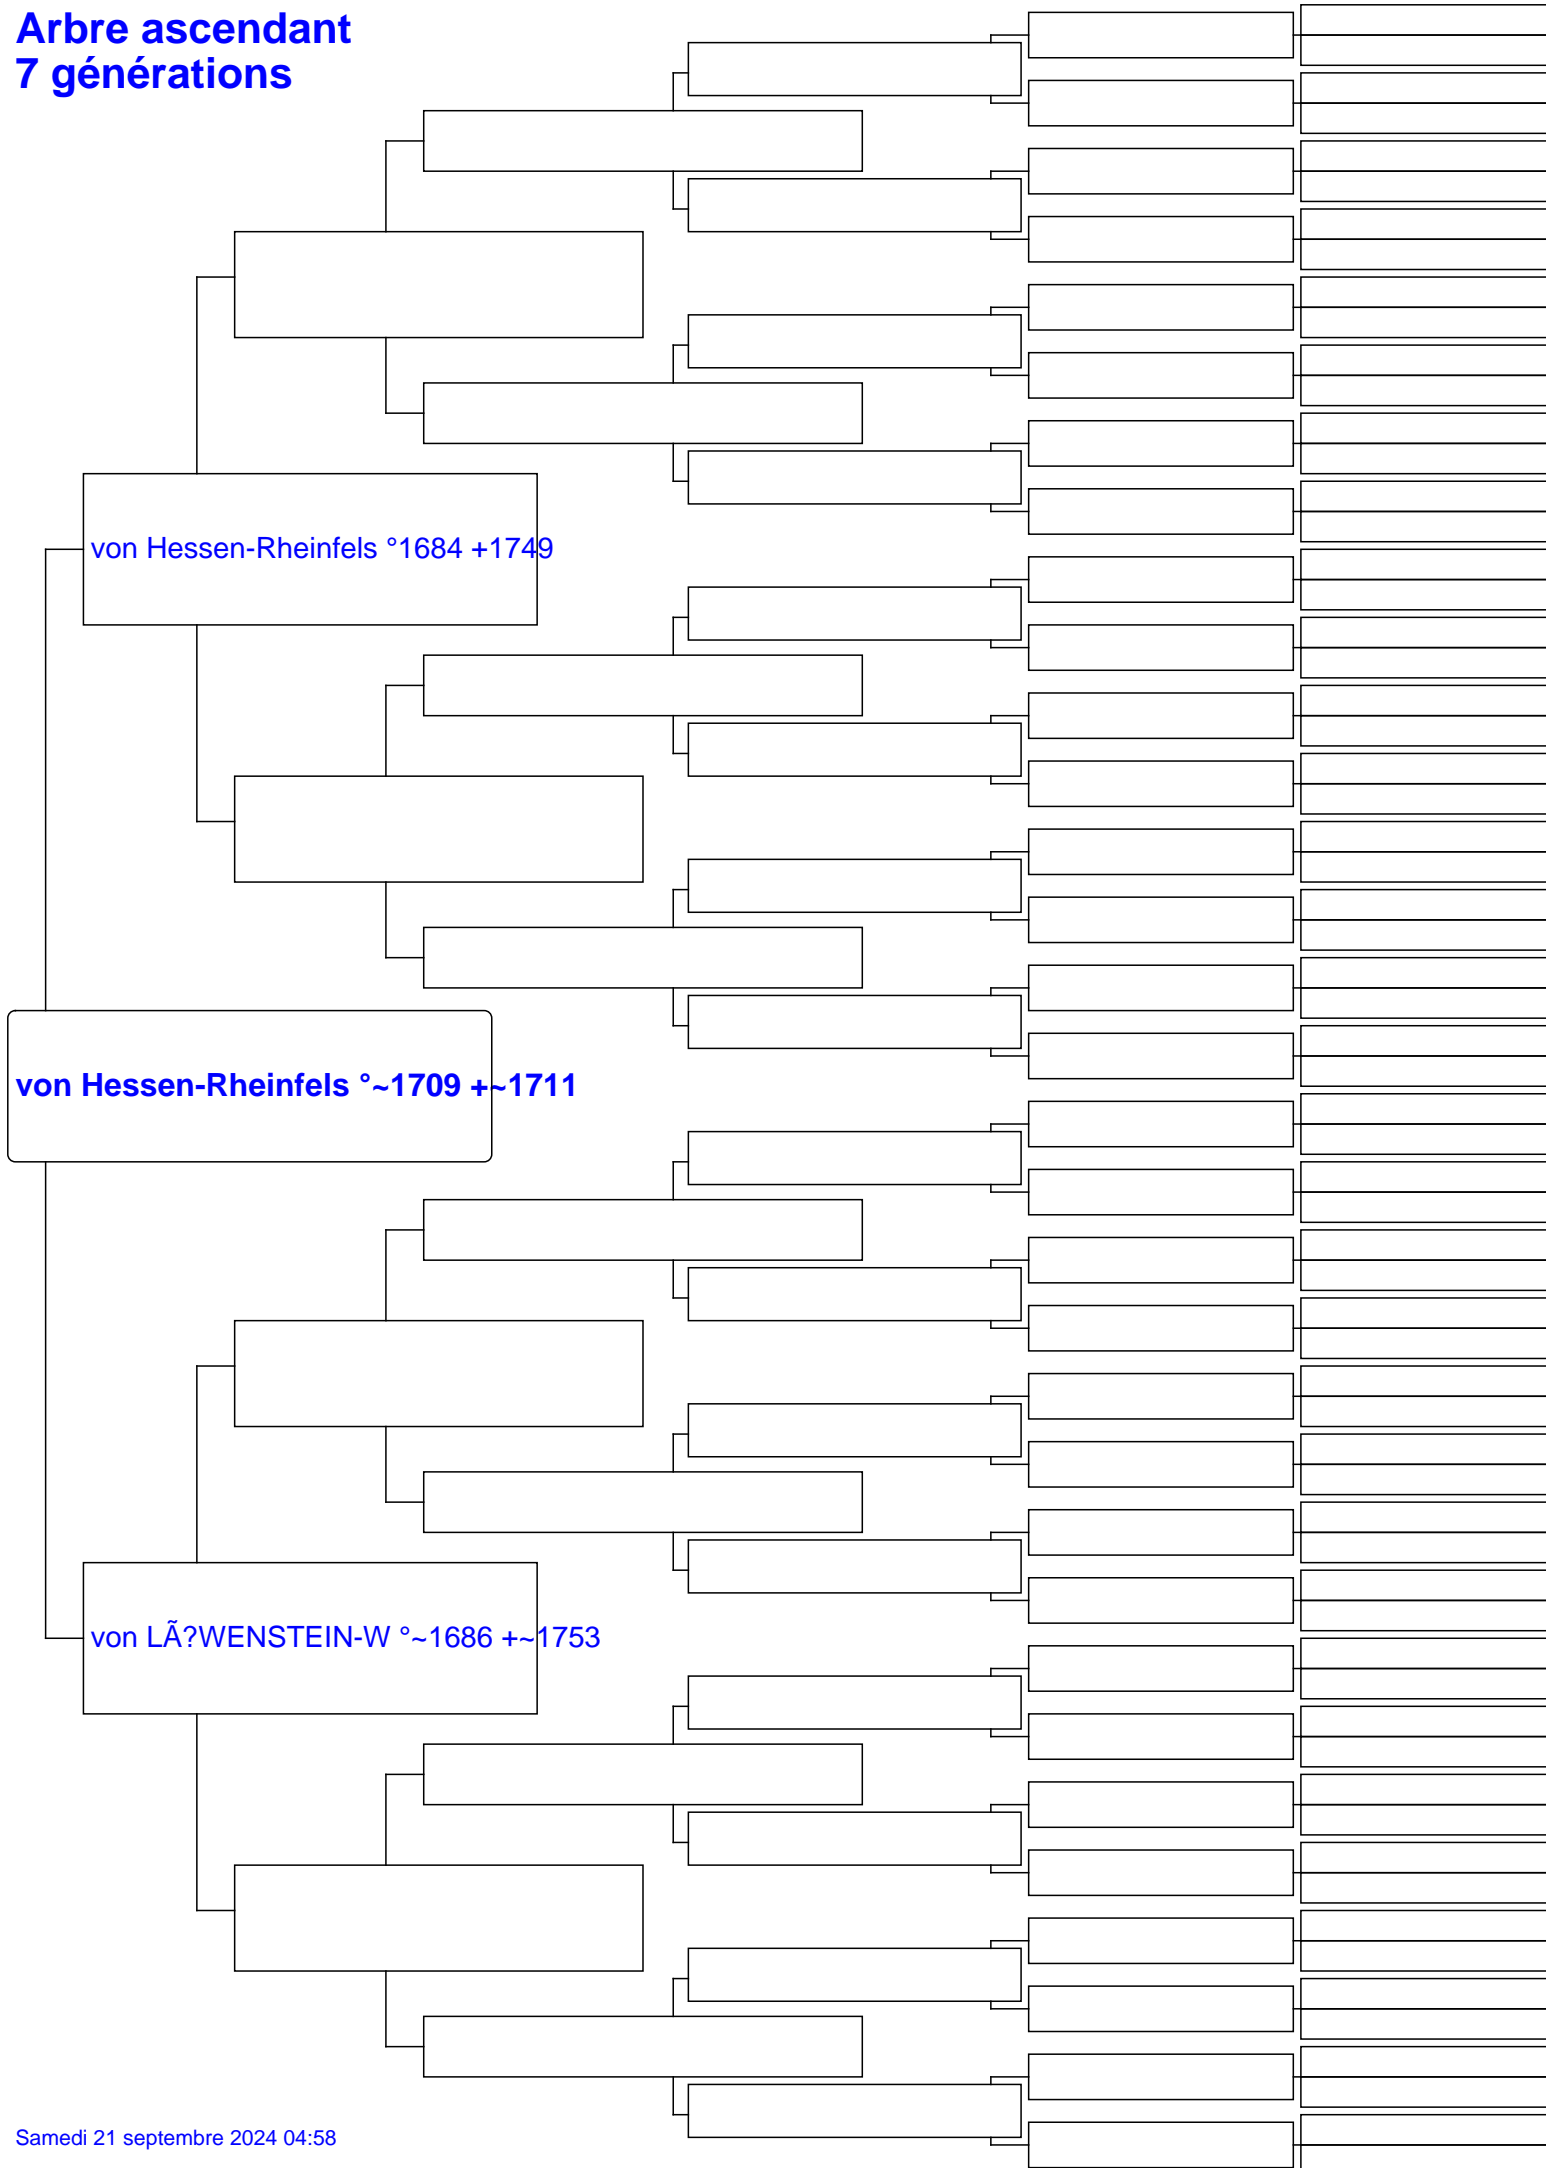 Arbre ascendant
7 générations
von Hessen-Rheinfels °1684 +1749
von Hessen-Rheinfels °~1709 +~1711
von LÃ?WENSTEIN-W °~1686 +~1753
Samedi 21 septembre 2024 04:58